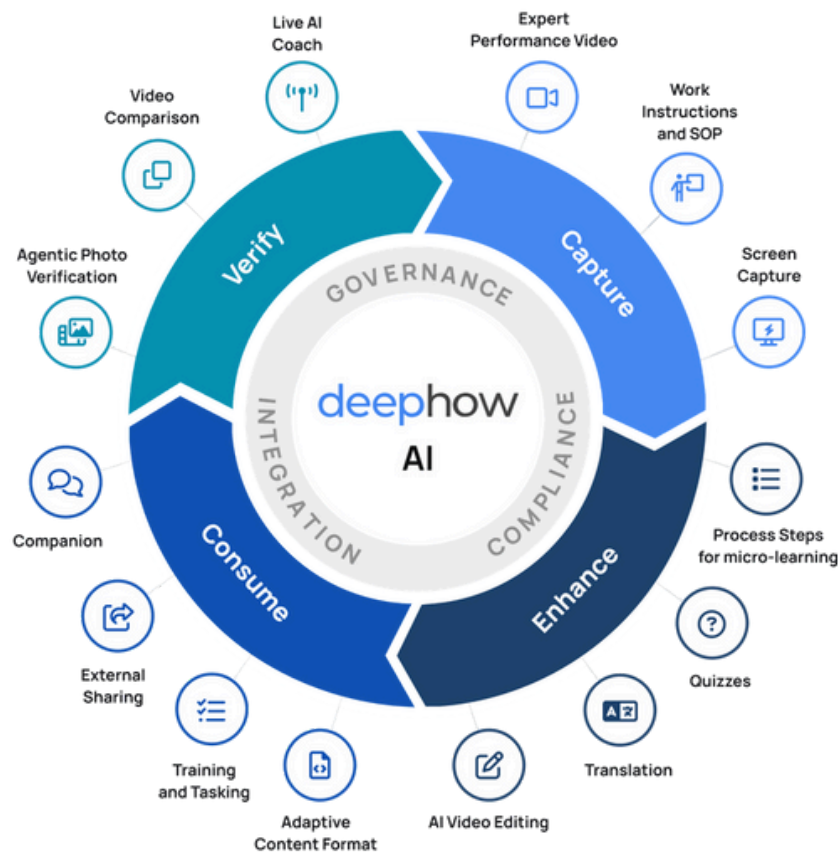 Live AI
Coach
Expert
Performance Video
Video
Comparison
Work
Instructions
and SOP
Agentic Photo
Verification
Screen
Capture
Verify
Capture
GOVERNANCE
INTEGRATION
COMPLIANCE
deephow
AI
Companion
Consume
Enhance
Process Steps
for micro-learning
External
Sharing
Quizzes
Training
and Tasking
Translation
A
Adaptive
Content Format
AI Video Editing